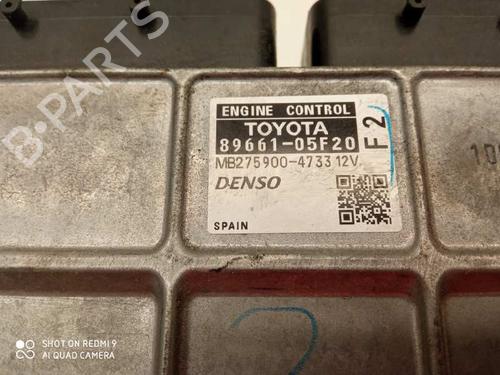 B-PARTS
ENGINE CONTROL
TOYOTA
89661-05F20
F2
MB275900-4733 12V
DENSO
SPAIN
SHOT ON REDMI 9
AI QUAD CAMERA